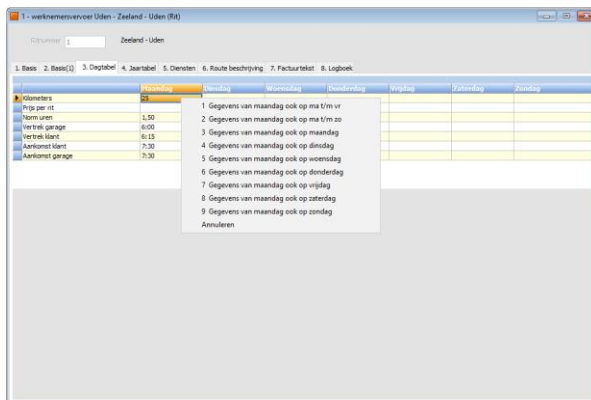 1 - werknemersvervoer Uden - Zeeland - Uden (Rit)
Ritnummer 1 Zeeland - Uden
1. Basis 2. Basis(1) 3. Dagtabel 4. Jaartabel 5. Diensten 6. Route beschrijving 7. Factuurtekst 8. Logboek
Maandag Dinsdag Woensdag Donderdag Vrijdag Zaterdag Zondag
Kilometers 25
Prijs per rit
Norm uren 1,50
Vertrek garage 6:00
Vertrek klant 6:15
Aankomst klant 7:30
Aankomst garage 7:30
1 Gegevens van maandag ook op ma t/m vr
2 Gegevens van maandag ook op ma t/m zo
3 Gegevens van maandag ook op maandag
4 Gegevens van maandag ook op dinsdag
5 Gegevens van maandag ook op woensdag
6 Gegevens van maandag ook op donderdag
7 Gegevens van maandag ook op vrijdag
8 Gegevens van maandag ook op zaterdag
9 Gegevens van maandag ook op zondag
Annuleren